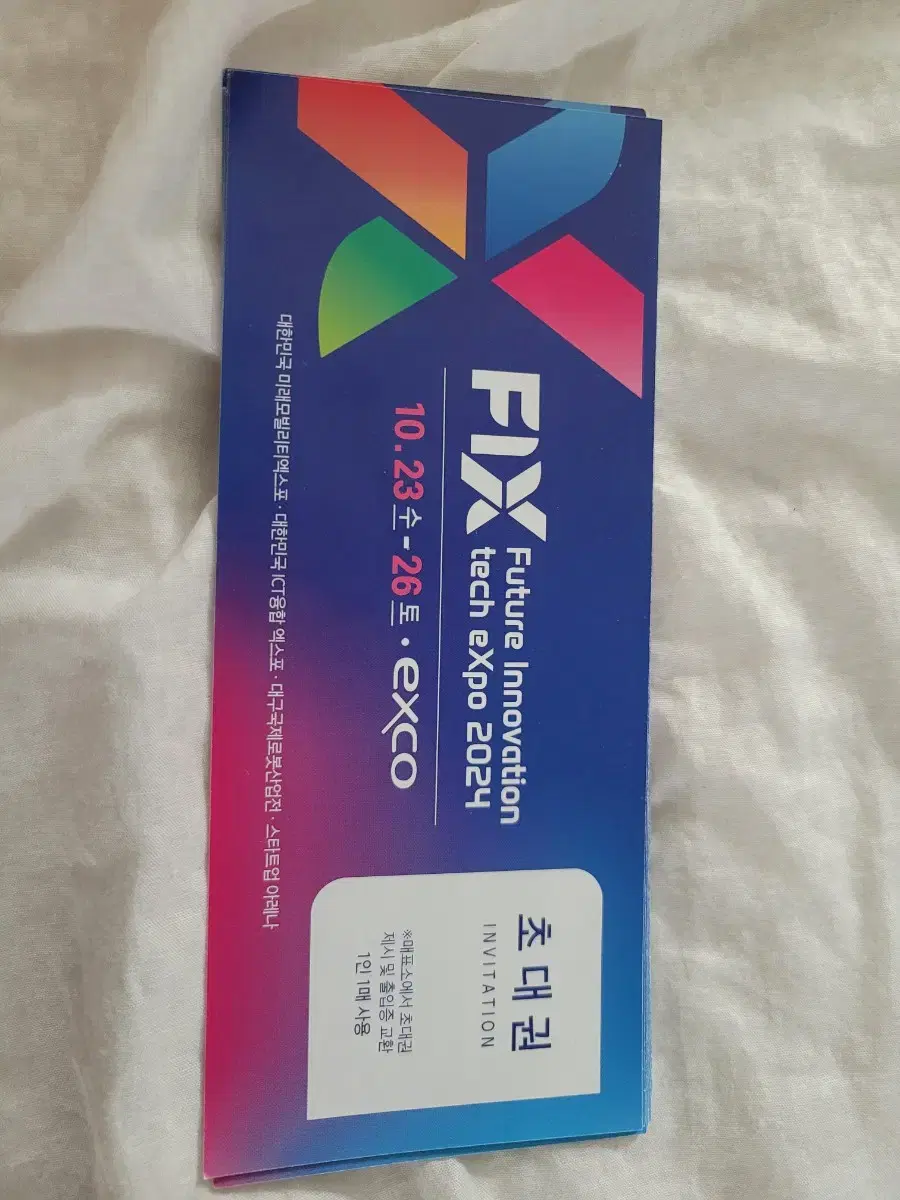 FIX Future Innovation
tech eXpo 2024
10.23수-26토·exco
대한민국 미래모빌리티엑스포·대한민국 ICT융합 엑스포·대구국제로봇산업전·스타트업 아레나
초대권
INVITATION
※매표소에서 초대권
제시 및 출입증 교환
1인 1매 사용